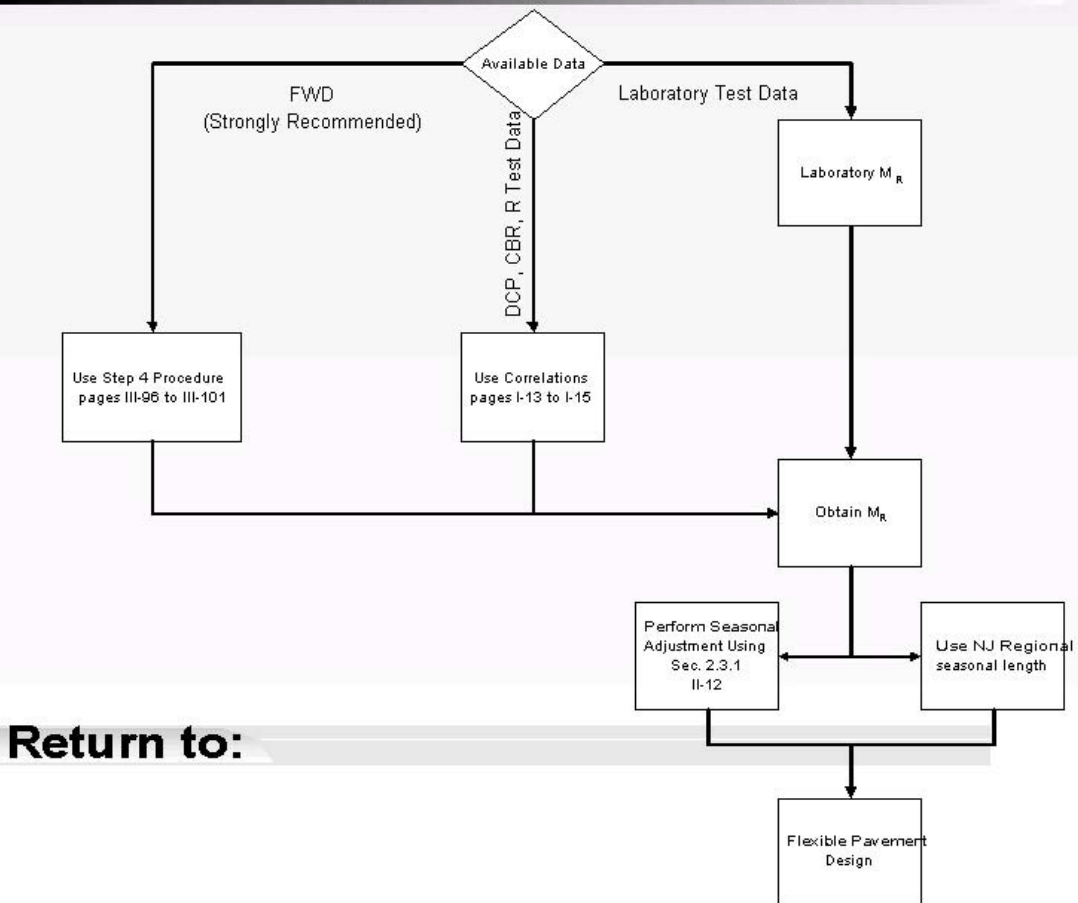 Available Data
FWD
(Strongly Recommended)
DCP, CBR, R Test Data
Laboratory Test Data
Laboratory M R
Use Step 4 Procedure
pages III-96 to III-101
Use Correlations
pages I-13 to I-15
Obtain MR
Perform Seasonal
Adjustment Using
Sec. 2.3.1
II-12
Use NJ Regional
seasonal length
Return to:
Flexible Pavement
Design